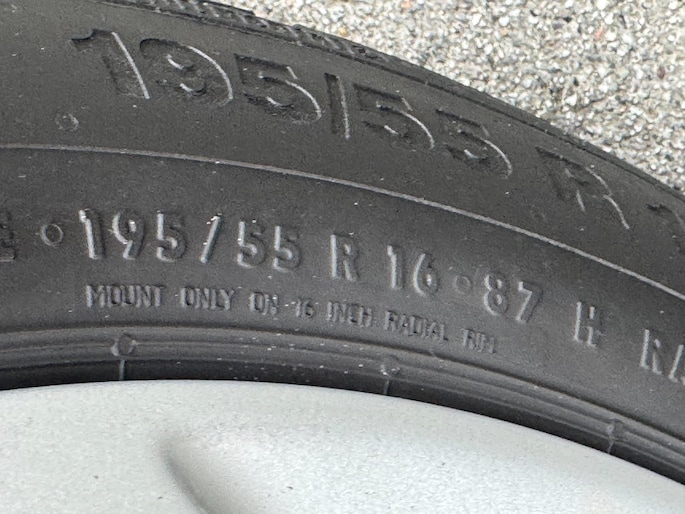 195/55 R
195/55 R 16 87 H
MOUNT ONLY ON 16 INCH RADIAL RIM